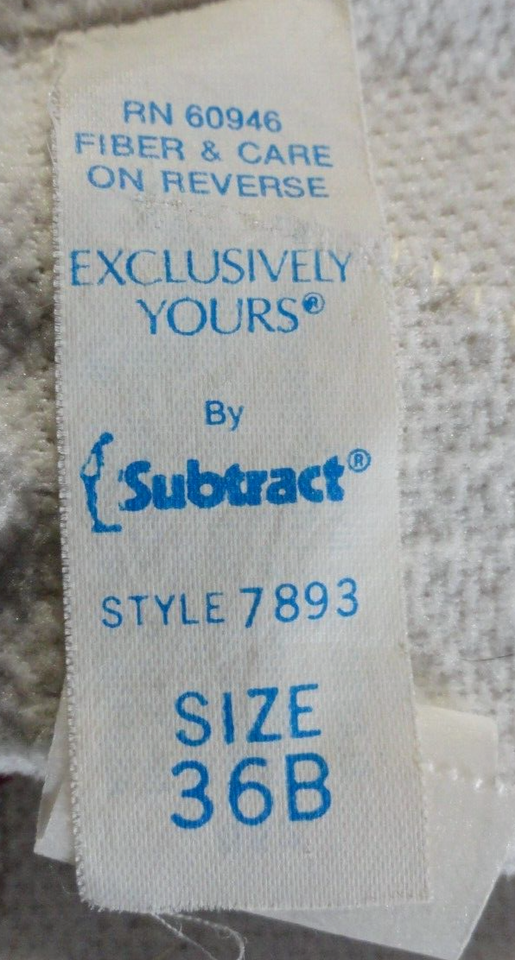 RN 60946
FIBER & CARE
ON REVERSE
EXCLUSIVELY
YOURS®
By
Subtract®
STYLE 7893
SIZE
36B